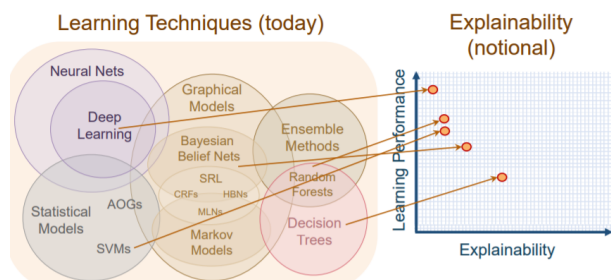 Learning Techniques (today)
Neural Nets
Deep
Learning
Graphical
Models
Bayesian
Belief Nets
SRL
CRFs HBNs
MLNs
Markov
Models
Ensemble
Methods
Random
Forests
Decision
Trees
Statistical
Models
AOGs
SVMs
Explainability
(notional)
Learning Performance
Explainability